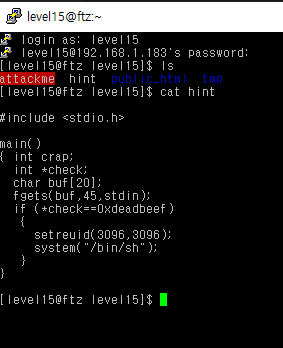 level15@ftz:~
login as: level15
level15@192.168.1.183's password:
[level15@ftz level15]$ ls
attackme hint public_html tmp
[level15@ftz level15]$ cat hint
#include <stdio.h>
main()
{ int crap;
int *check;
char buf[20];
fgets(buf,45,stdin);
if (*check==0xdeadbeef)
{
setreuid(3096,3096);
system("/bin/sh");
}
}
[level15@ftz level15]$